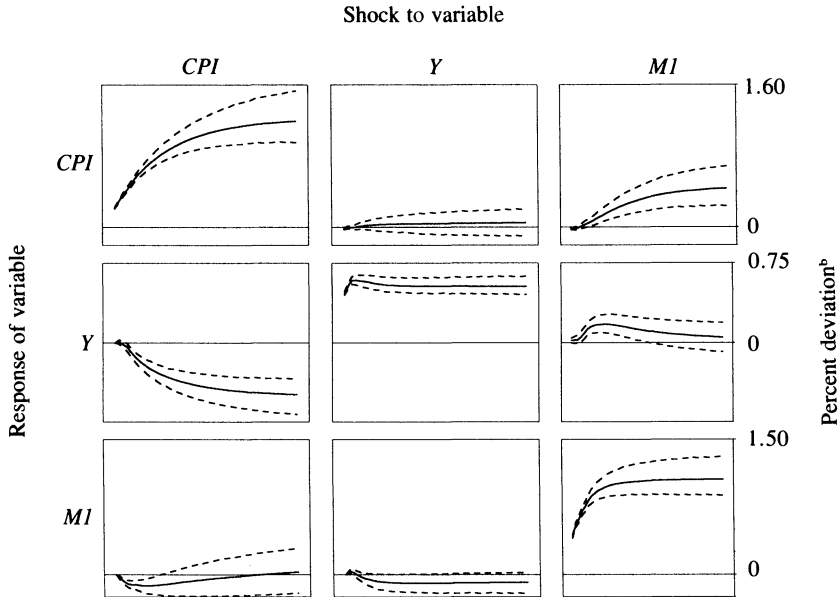 Shock to variable
CPI Y M1
1.60
CPI
0
0.75
Y
0
1.50
M1
0
Response of variable
Percent deviationᵇ